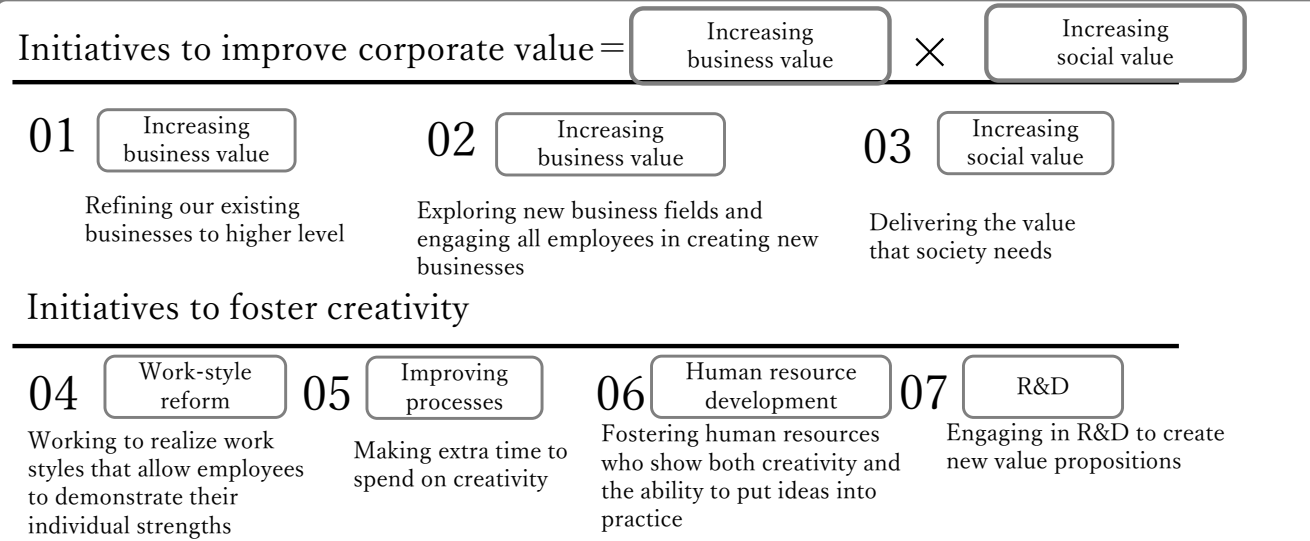 Initiatives to improve corporate value＝ Increasing business value × Increasing social value
01 Increasing
business value
Refining our existing
businesses to higher level
02 Increasing
business value
Exploring new business fields and
engaging all employees in creating new
businesses
03 Increasing
social value
Delivering the value
that society needs
Initiatives to foster creativity
04 Work-style
reform
Working to realize work
styles that allow employees
to demonstrate their
individual strengths
05 Improving
processes
Making extra time to
spend on creativity
06 Human resource
development
Fostering human resources
who show both creativity and
the ability to put ideas into
practice
07 R&D
Engaging in R&D to create
new value propositions